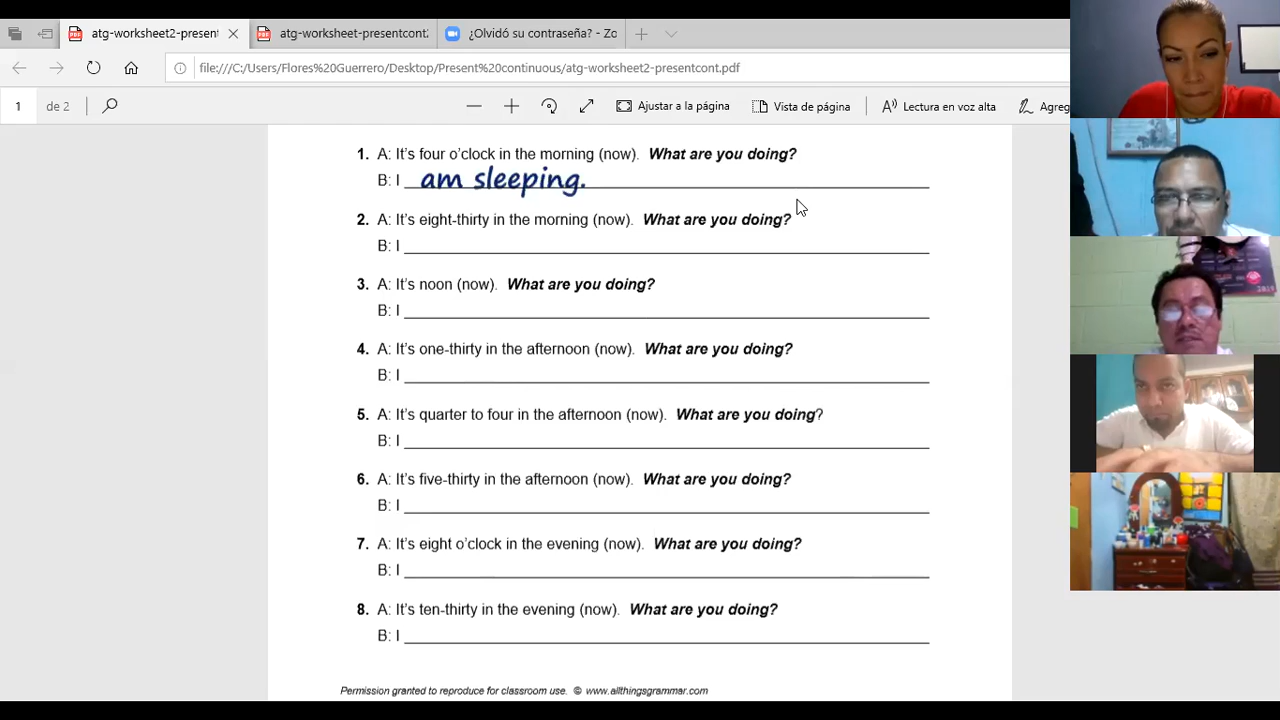 atg-worksheet2-present
atg-worksheet-presentcont2
¿Olvidó su contraseña? - Zo
file:///C:/Users/Flores%20Guerrero/Desktop/Present%20continuous/atg-worksheet2-presentcont.pdf
1 de 2
Ajustar a la página
Vista de página
Lectura en voz alta
Agreg
1. A: It's four o'clock in the morning (now). What are you doing?
B: I am sleeping.
2. A: It's eight-thirty in the morning (now). What are you doing?
B: I
3. A: It's noon (now). What are you doing?
B: I
4. A: It's one-thirty in the afternoon (now). What are you doing?
B: I
5. A: It's quarter to four in the afternoon (now). What are you doing?
B: I
6. A: It's five-thirty in the afternoon (now). What are you doing?
B: I
7. A: It's eight o'clock in the evening (now). What are you doing?
B: I
8. A: It's ten-thirty in the evening (now). What are you doing?
B: I
Permission granted to reproduce for classroom use. © www.allthingsgrammar.com